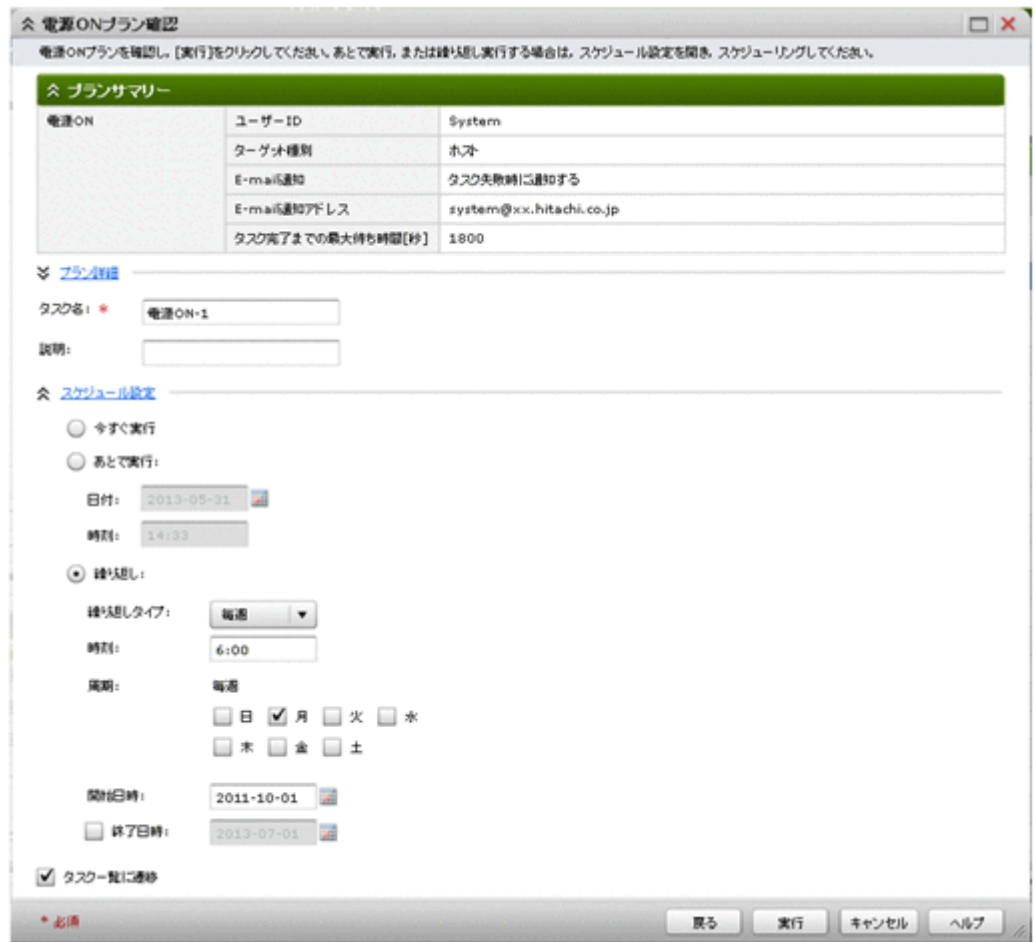 電源ONプラン確認
電源ONプランを確認し, [実行]をクリックしてください。あとで実行, または繰り返し実行する場合は, スケジュール設定を開き, スケジューリングしてください。
プランサマリー
電源ON ユーザーID System
ターゲット種別 ホスト
E-mail通知 タスク失敗時に通知する
E-mail通知アドレス system@xx.hitachi.co.jp
タスク完了までの最大待ち時間[秒] 1800
プラン詳細
タスク名: * 電源ON-1
説明:
スケジュール設定
今すぐ実行
あとで実行:
日付: 2013-05-31
時刻: 14:33
繰り返し:
繰り返しタイプ: 毎週
時刻: 6:00
周期: 毎週
日 月 火 水
木 金 土
開始日時: 2011-10-01
終了日時: 2013-07-01
タスク一覧に遷移
* 必須 戻る 実行 キャンセル ヘルプ